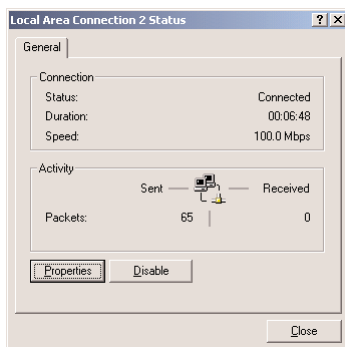 Local Area Connection 2 Status
General
Connection
Status: Connected
Duration: 00:06:48
Speed: 100.0 Mbps
Activity
Sent Received
Packets: 65 0
Properties Disable
Close